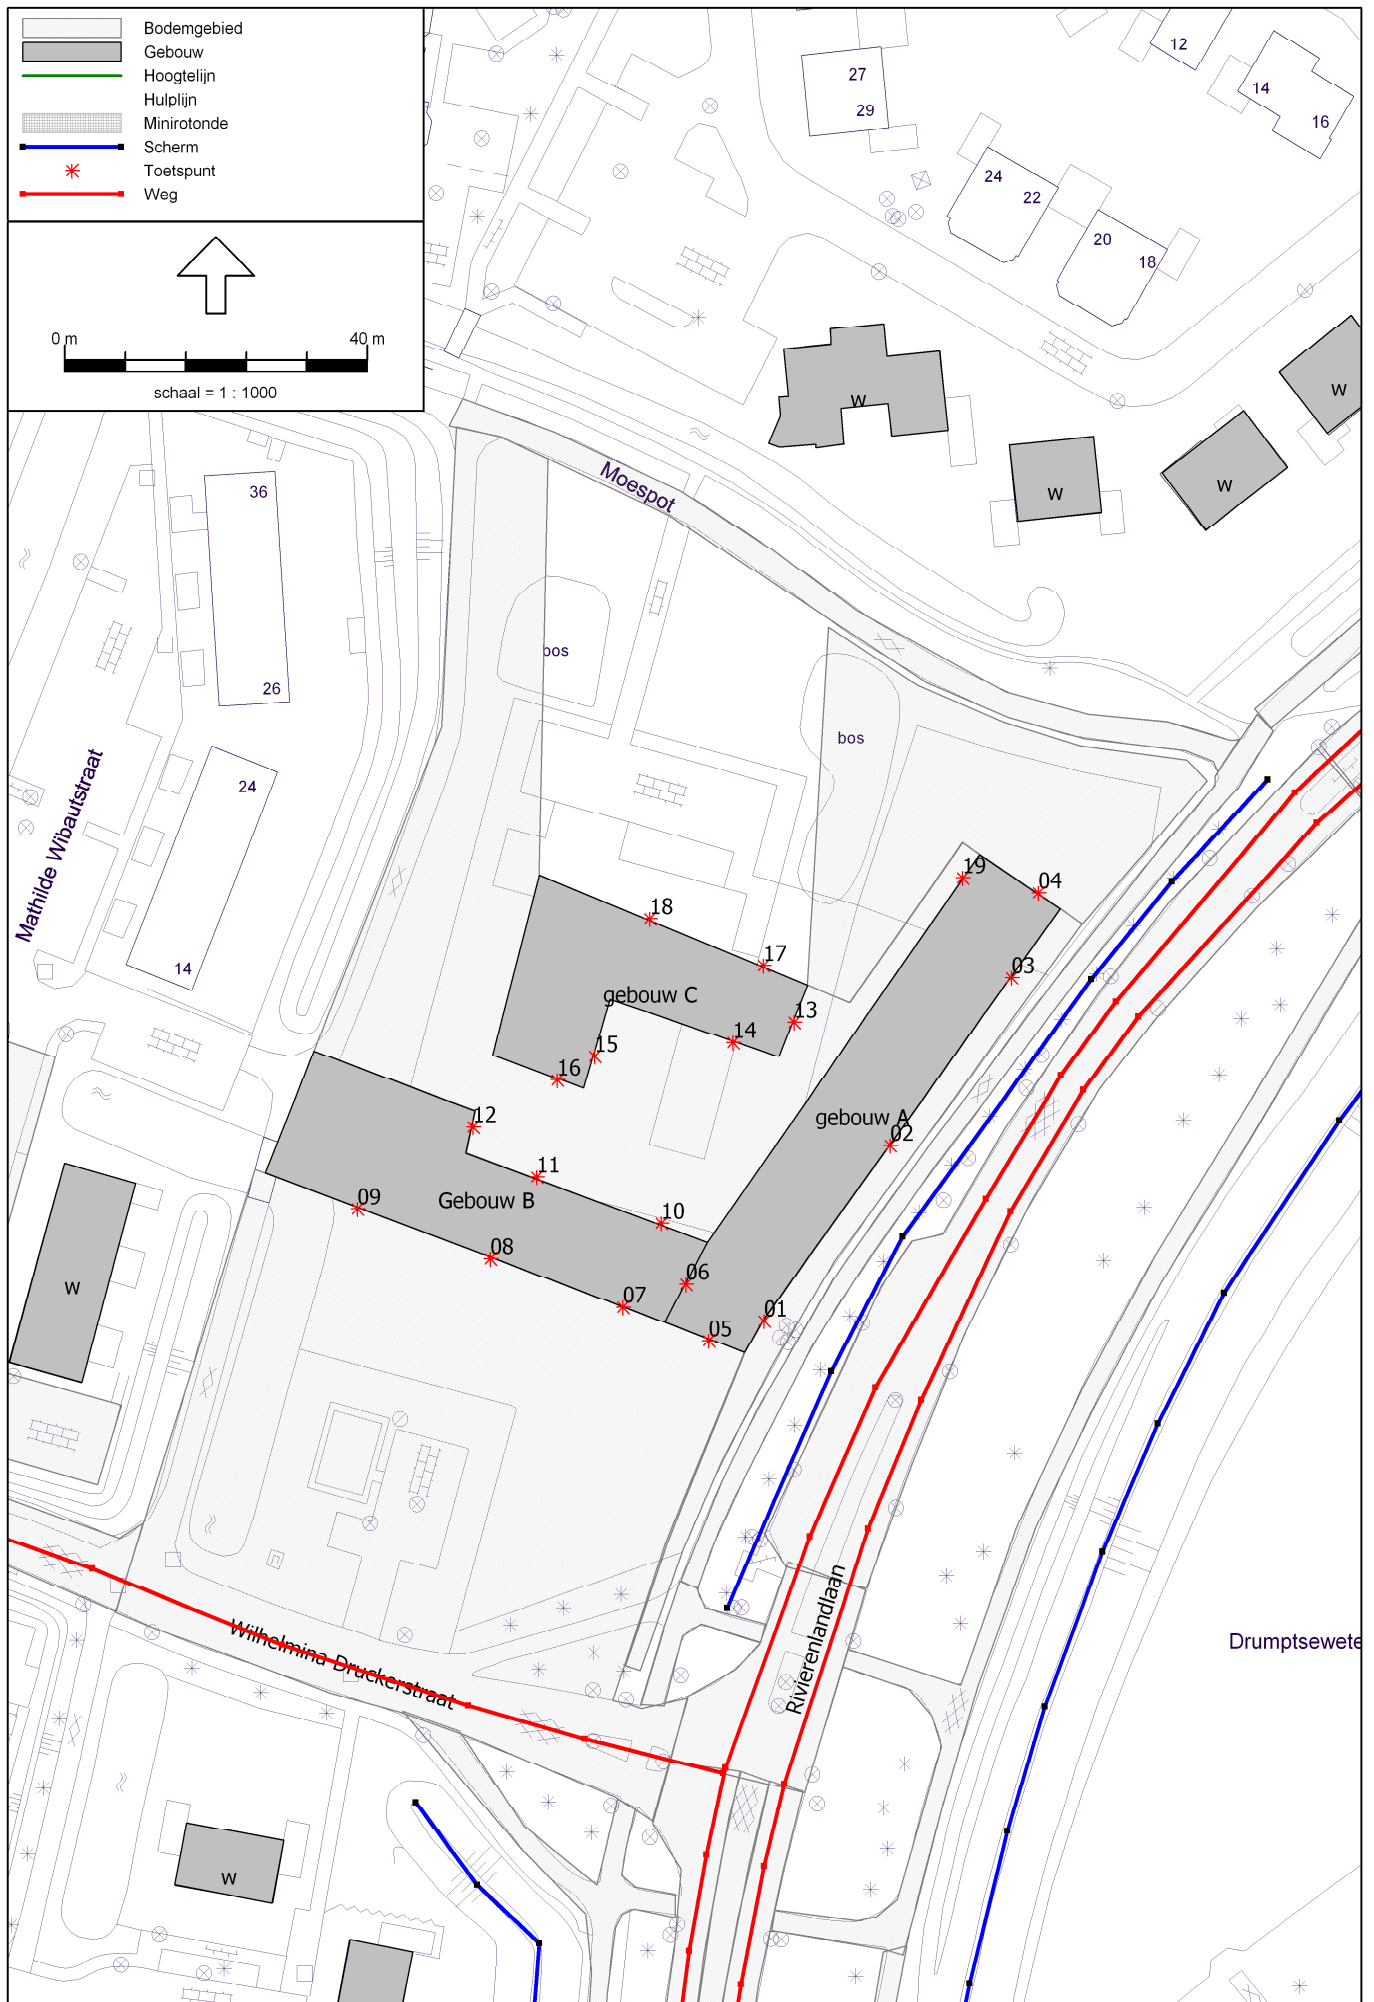 Bodemgebied
Gebouw
Hoogtelijn
Hulplijn
Minirotonde
Scherm
Toetspunt
Weg
0 m 40 m
schaal = 1 : 1000
12
27
29
14
16
24
22
20
18
W
W
W
W
Moespot
36
26
bos
bos
Mathilde Wibautstraat
24
14
19
04
18
17
03
gebouw C
13
14
15
16
gebouw A
02
12
11
Gebouw B
09
10
08
06
07
01
05
W
Rivierenlandlaan
Wilhelmina Druckerstraat
Drumptsewete
W